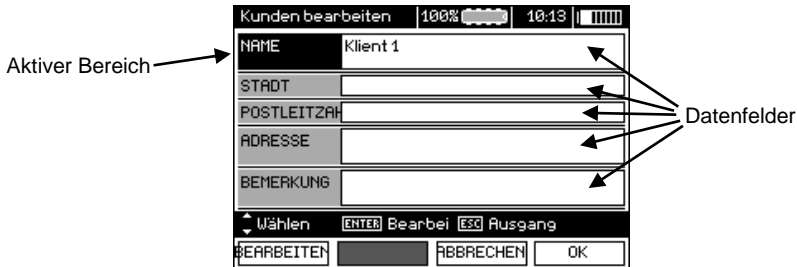 Kunden bearbeiten 100% 10:13
Aktiver Bereich
NAME Klient 1
STADT
POSTLEITZAH
Datenfelder
ADRESSE
BEMERKUNG
Wählen ENTER Bearbei ESC Ausgang
BEARBEITEN ABBRECHEN OK